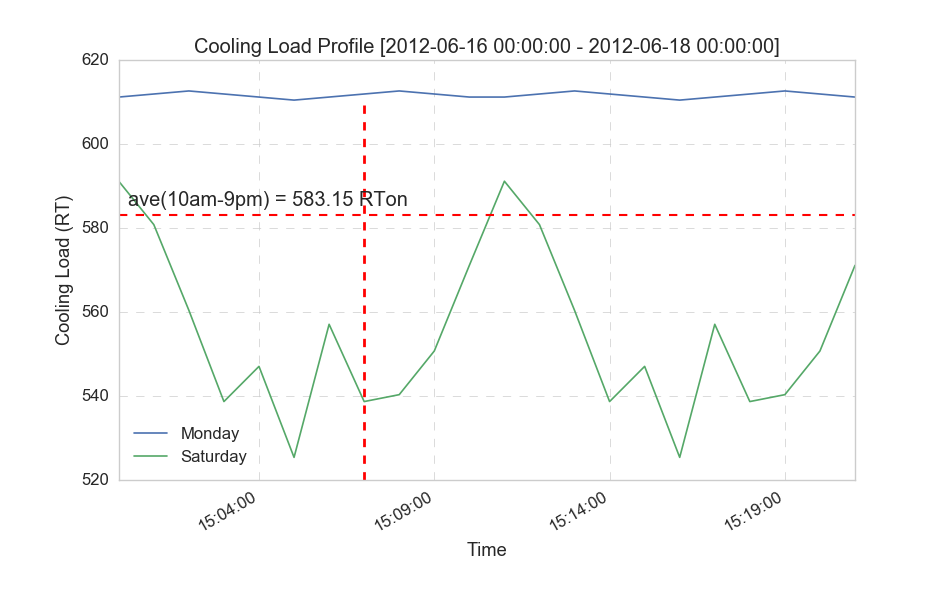 Cooling Load Profile [2012-06-16 00:00:00 - 2012-06-18 00:00:00]
620
600
ave(10am-9pm) = 583.15 RTon
580
Cooling Load (RT)
560
540
Monday
Saturday
520
15:04:00
15:09:00
15:14:00
15:19:00
Time